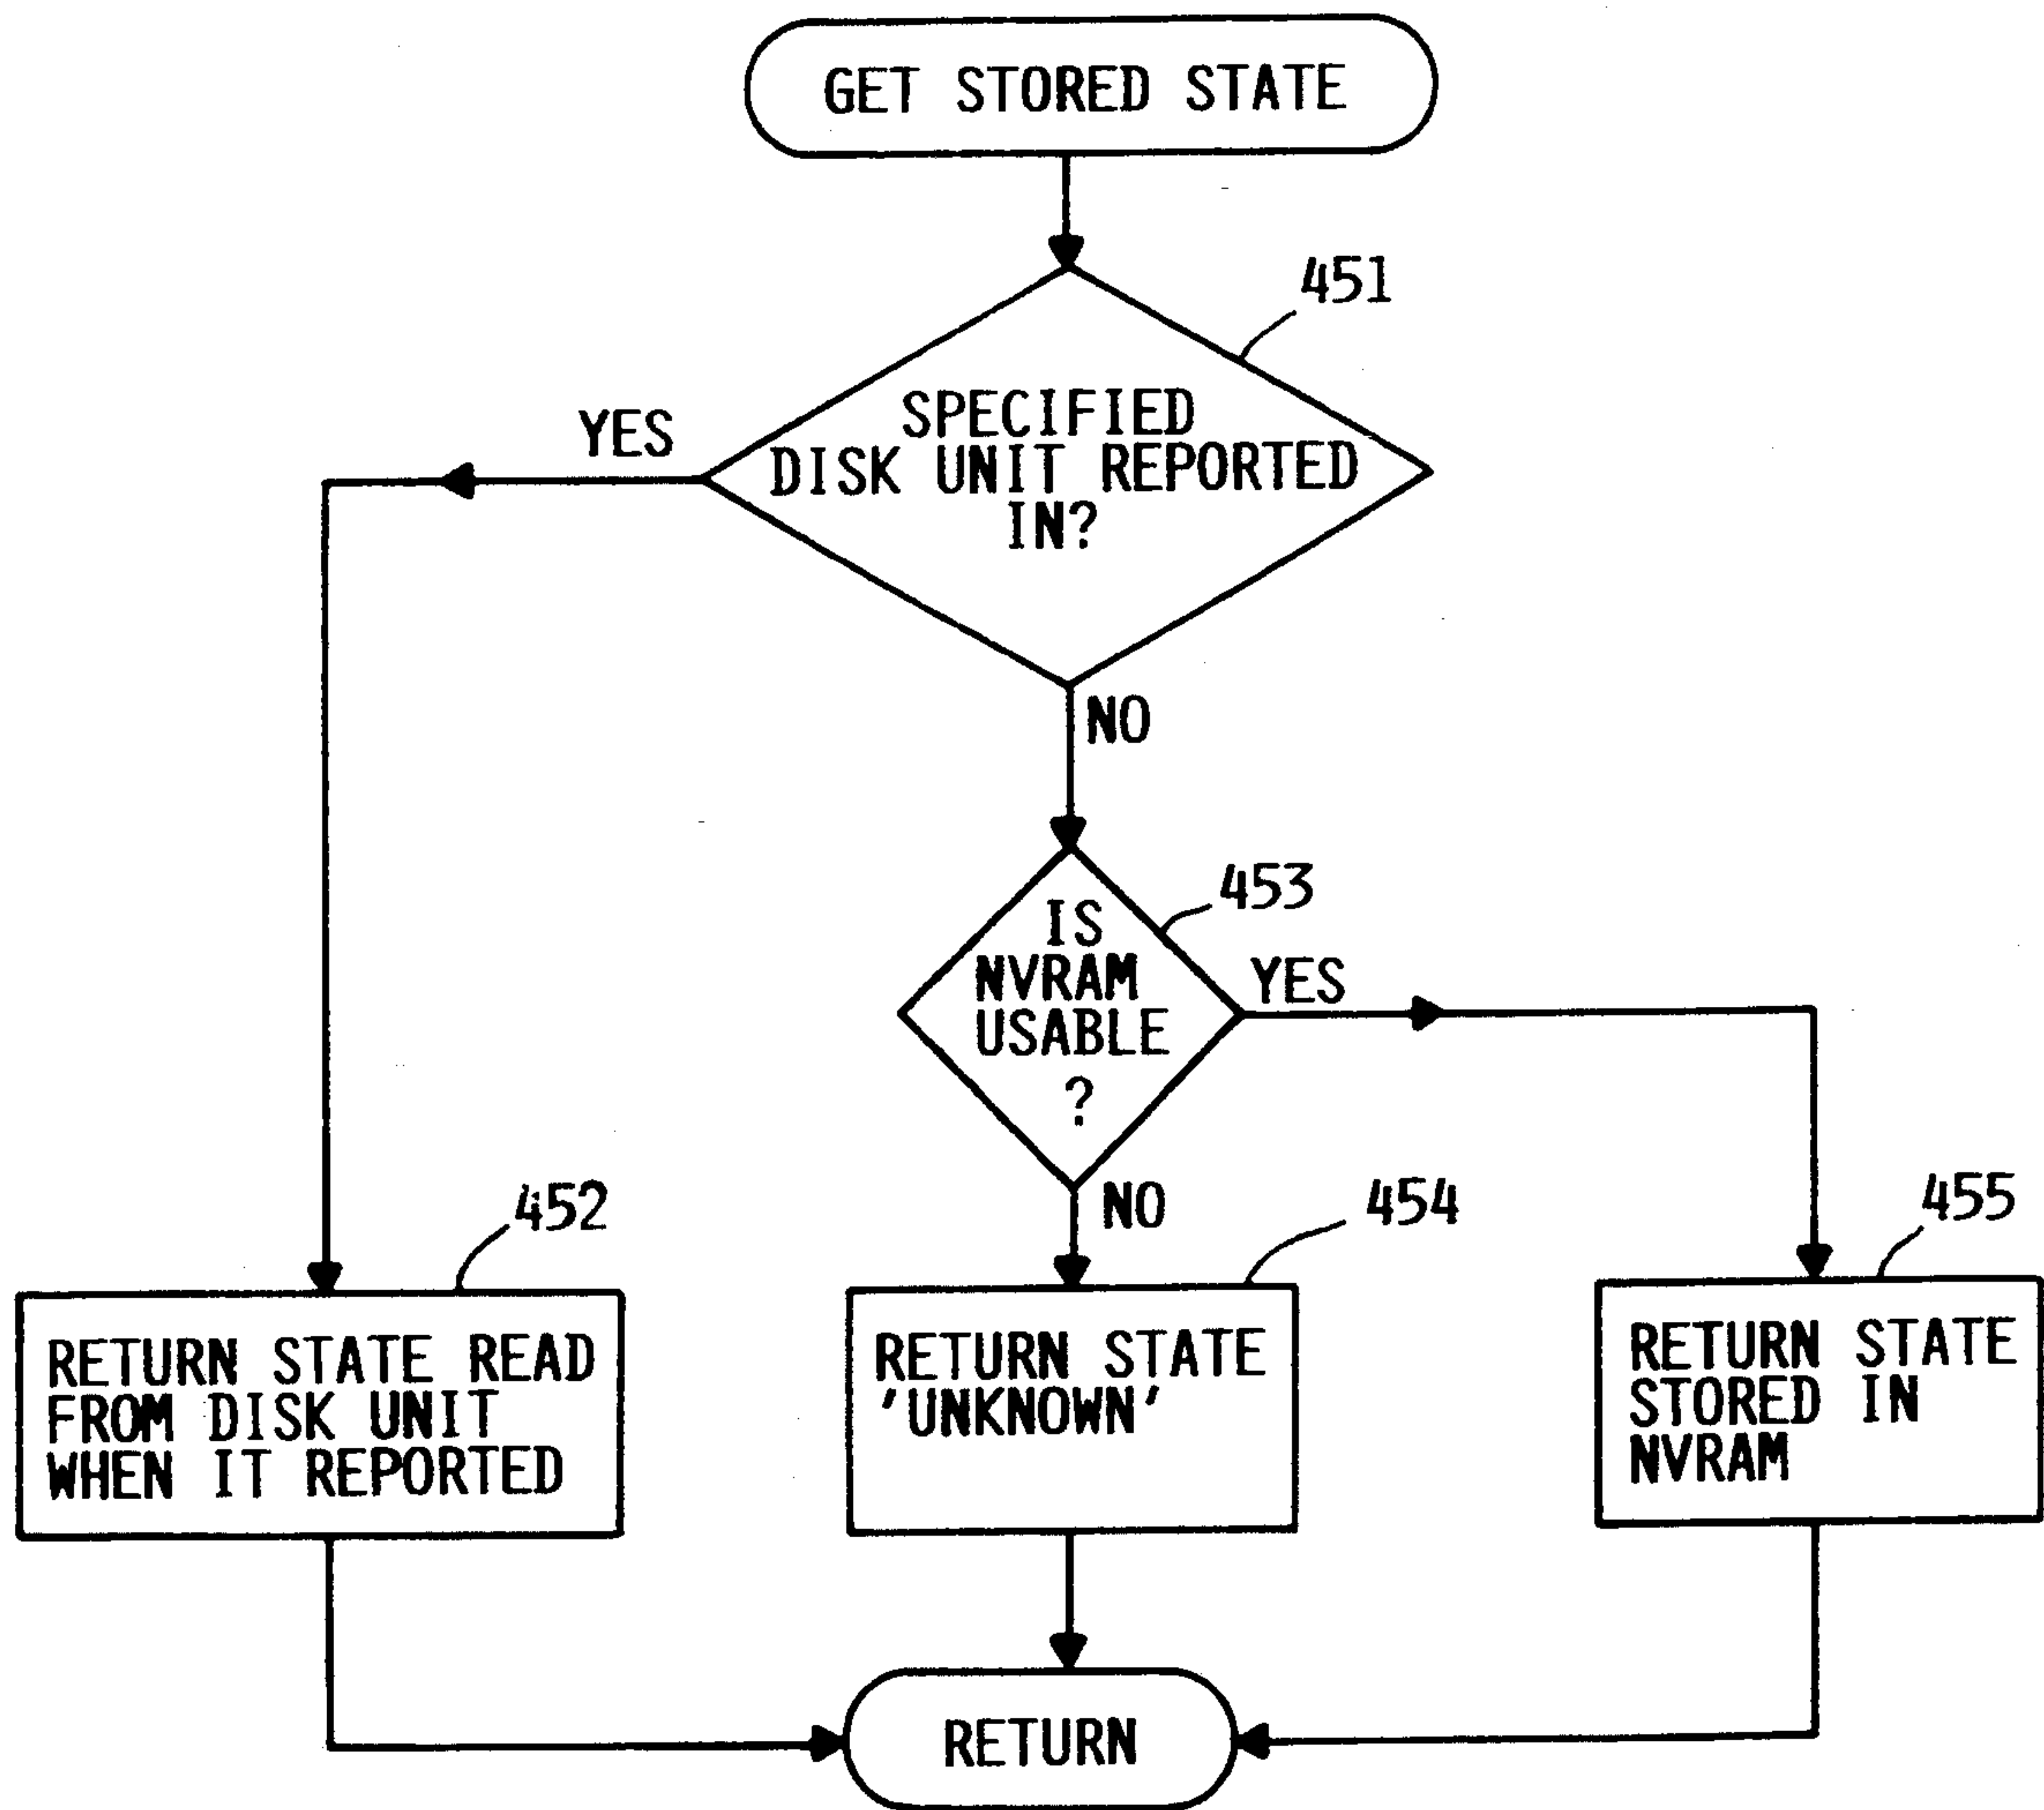 GET STORED STATE
451
SPECIFIED
DISK UNIT REPORTED
IN?
YES
NO
453
IS
NVRAM
USABLE
?
YES
NO
452
454
455
RETURN STATE READ
FROM DISK UNIT
WHEN IT REPORTED
RETURN STATE
'UNKNOWN'
RETURN STATE
STORED IN
NVRAM
RETURN